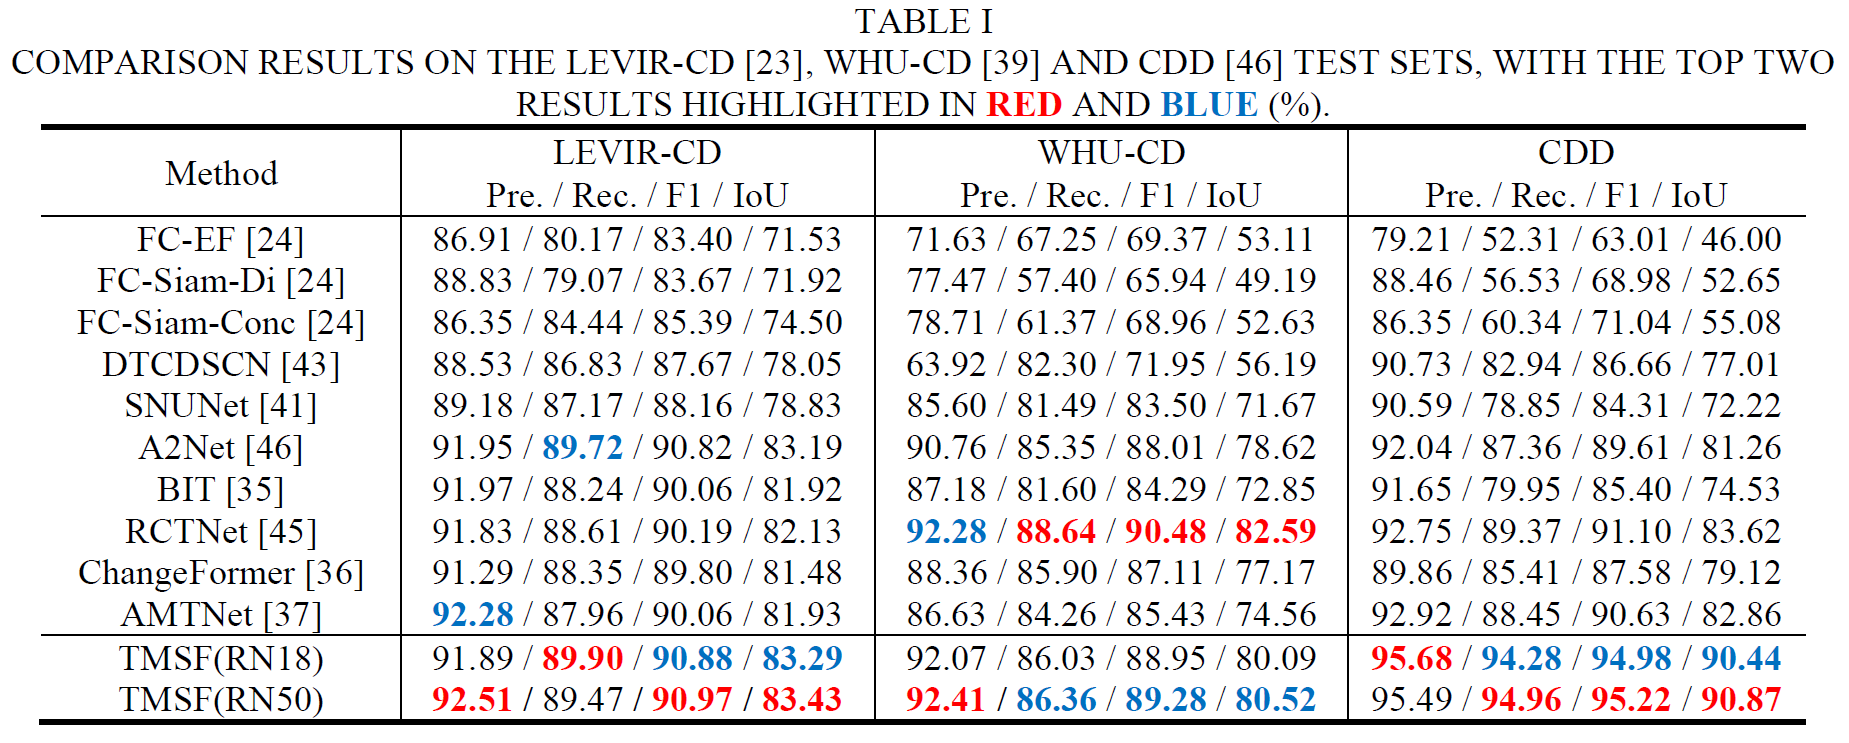 TABLE I
COMPARISON RESULTS ON THE LEVIR-CD [23], WHU-CD [39] AND CDD [46] TEST SETS, WITH THE TOP TWO
RESULTS HIGHLIGHTED IN RED AND BLUE (%).
Method LEVIR-CD WHU-CD CDD
Pre. / Rec. / F1 / IoU Pre. / Rec. / F1 / IoU Pre. / Rec. / F1 / IoU
FC-EF [24] 86.91 / 80.17 / 83.40 / 71.53 71.63 / 67.25 / 69.37 / 53.11 79.21 / 52.31 / 63.01 / 46.00
FC-Siam-Di [24] 88.83 / 79.07 / 83.67 / 71.92 77.47 / 57.40 / 65.94 / 49.19 88.46 / 56.53 / 68.98 / 52.65
FC-Siam-Conc [24] 86.35 / 84.44 / 85.39 / 74.50 78.71 / 61.37 / 68.96 / 52.63 86.35 / 60.34 / 71.04 / 55.08
DTCDSCN [43] 88.53 / 86.83 / 87.67 / 78.05 63.92 / 82.30 / 71.95 / 56.19 90.73 / 82.94 / 86.66 / 77.01
SNUNet [41] 89.18 / 87.17 / 88.16 / 78.83 85.60 / 81.49 / 83.50 / 71.67 90.59 / 78.85 / 84.31 / 72.22
A2Net [46] 91.95 / 89.72 / 90.82 / 83.19 90.76 / 85.35 / 88.01 / 78.62 92.04 / 87.36 / 89.61 / 81.26
BIT [35] 91.97 / 88.24 / 90.06 / 81.92 87.18 / 81.60 / 84.29 / 72.85 91.65 / 79.95 / 85.40 / 74.53
RCTNet [45] 91.83 / 88.61 / 90.19 / 82.13 92.28 / 88.64 / 90.48 / 82.59 92.75 / 89.37 / 91.10 / 83.62
ChangeFormer [36] 91.29 / 88.35 / 89.80 / 81.48 88.36 / 85.90 / 87.11 / 77.17 89.86 / 85.41 / 87.58 / 79.12
AMTNet [37] 92.28 / 87.96 / 90.06 / 81.93 86.63 / 84.26 / 85.43 / 74.56 92.92 / 88.45 / 90.63 / 82.86
TMSF(RN18) 91.89 / 89.90 / 90.88 / 83.29 92.07 / 86.03 / 88.95 / 80.09 95.68 / 94.28 / 94.98 / 90.44
TMSF(RN50) 92.51 / 89.47 / 90.97 / 83.43 92.41 / 86.36 / 89.28 / 80.52 95.49 / 94.96 / 95.22 / 90.87